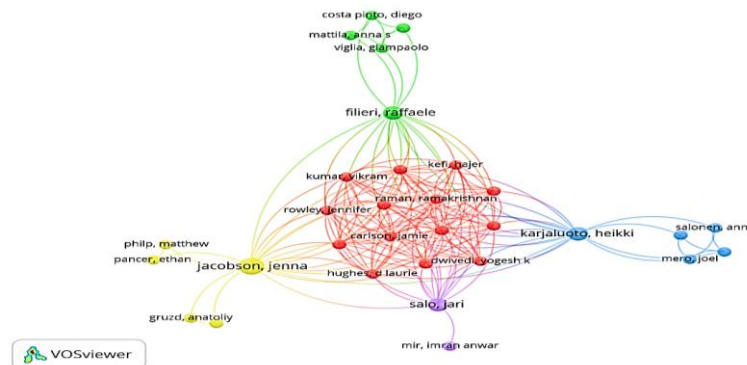 costa pinto, diego
mattila, anna s
viglia, giampaolo
filieri, raffaele
kefi, hajer
kumar, vikram
raman, ramakrishnan
rowley, jennifer
salonen, ann
karjaluoto, heikki
carlson, jamie
philp, matthew
mero, joel
pancer, ethan
dwivedi, yogesh k
jacobson, jenna
hughes, d laurie
salo, jari
gruzd, anatoliy
mir, imran anwar
VOSviewer